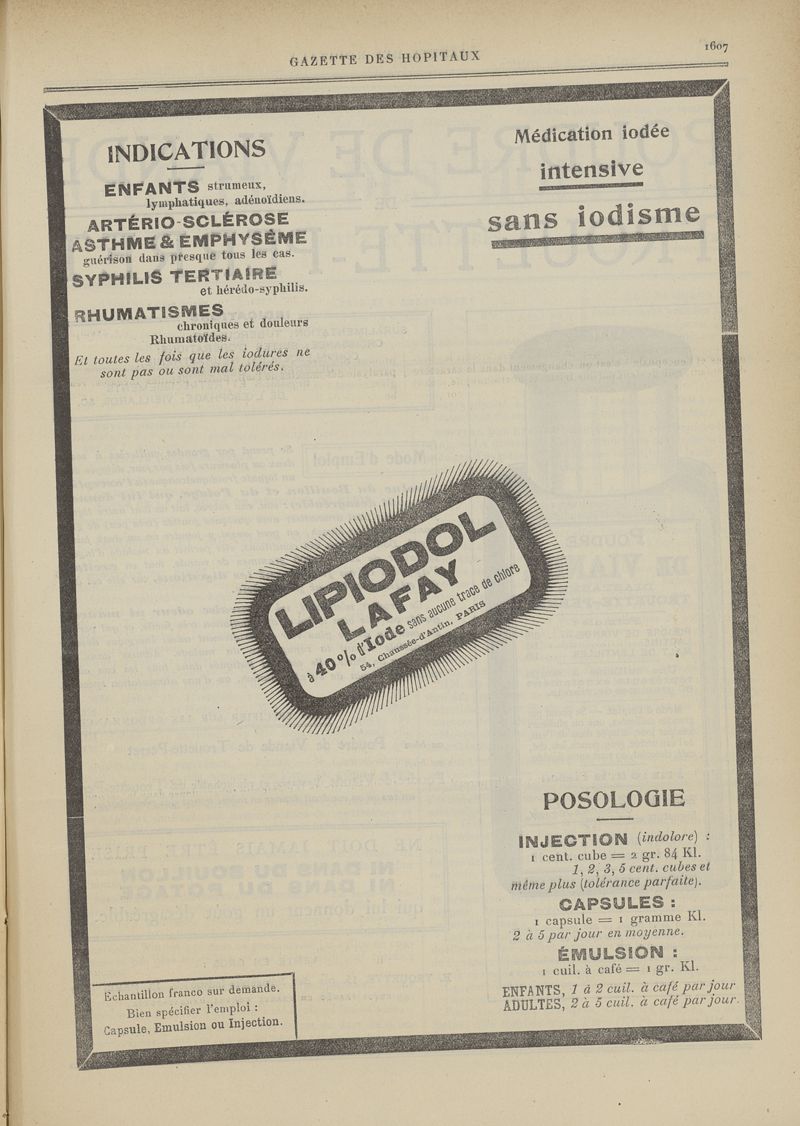 GAZETTE DES HOPITAUX
1607
INDICATIONS
ENFANTS strumeux,
lymphatiques, adénoïdiens.
ARTÉRIO-SCLÉROSE
ASTHME & EMPHYSÈME
guérison dans presque tous les cas.
SYPHILIS TERTIAIRE
et hérédo-syphilis.
RHUMATISMES
chroniques et douleurs
Rhumatoïdes.
Et toutes les fois que les iodures ne
sont pas ou sont mal tolérés.
Médication iodée
intensive
sans iodisme
LIPIODOL
LAFAY
à 40% d'Iode sans aucune trace de chlore
54, Chaussée-d'Antin, PARIS
POSOLOGIE
INJECTION (indolore) :
1 cent. cube = 2 gr. 84 Kl.
1, 2, 3, 5 cent. cubes et
même plus (tolérance parfaite).
CAPSULES :
1 capsule = 1 gramme Kl.
2 à 5 par jour en moyenne.
ÉMULSION :
1 cuil. à café = 1 gr. Kl.
ENFANTS, 1 à 2 cuil. à café par jour
ADULTES, 2 à 5 cuil. à café par jour.
Echantillon franco sur demande.
Bien spécifier l'emploi :
Capsule, Emulsion ou Injection.